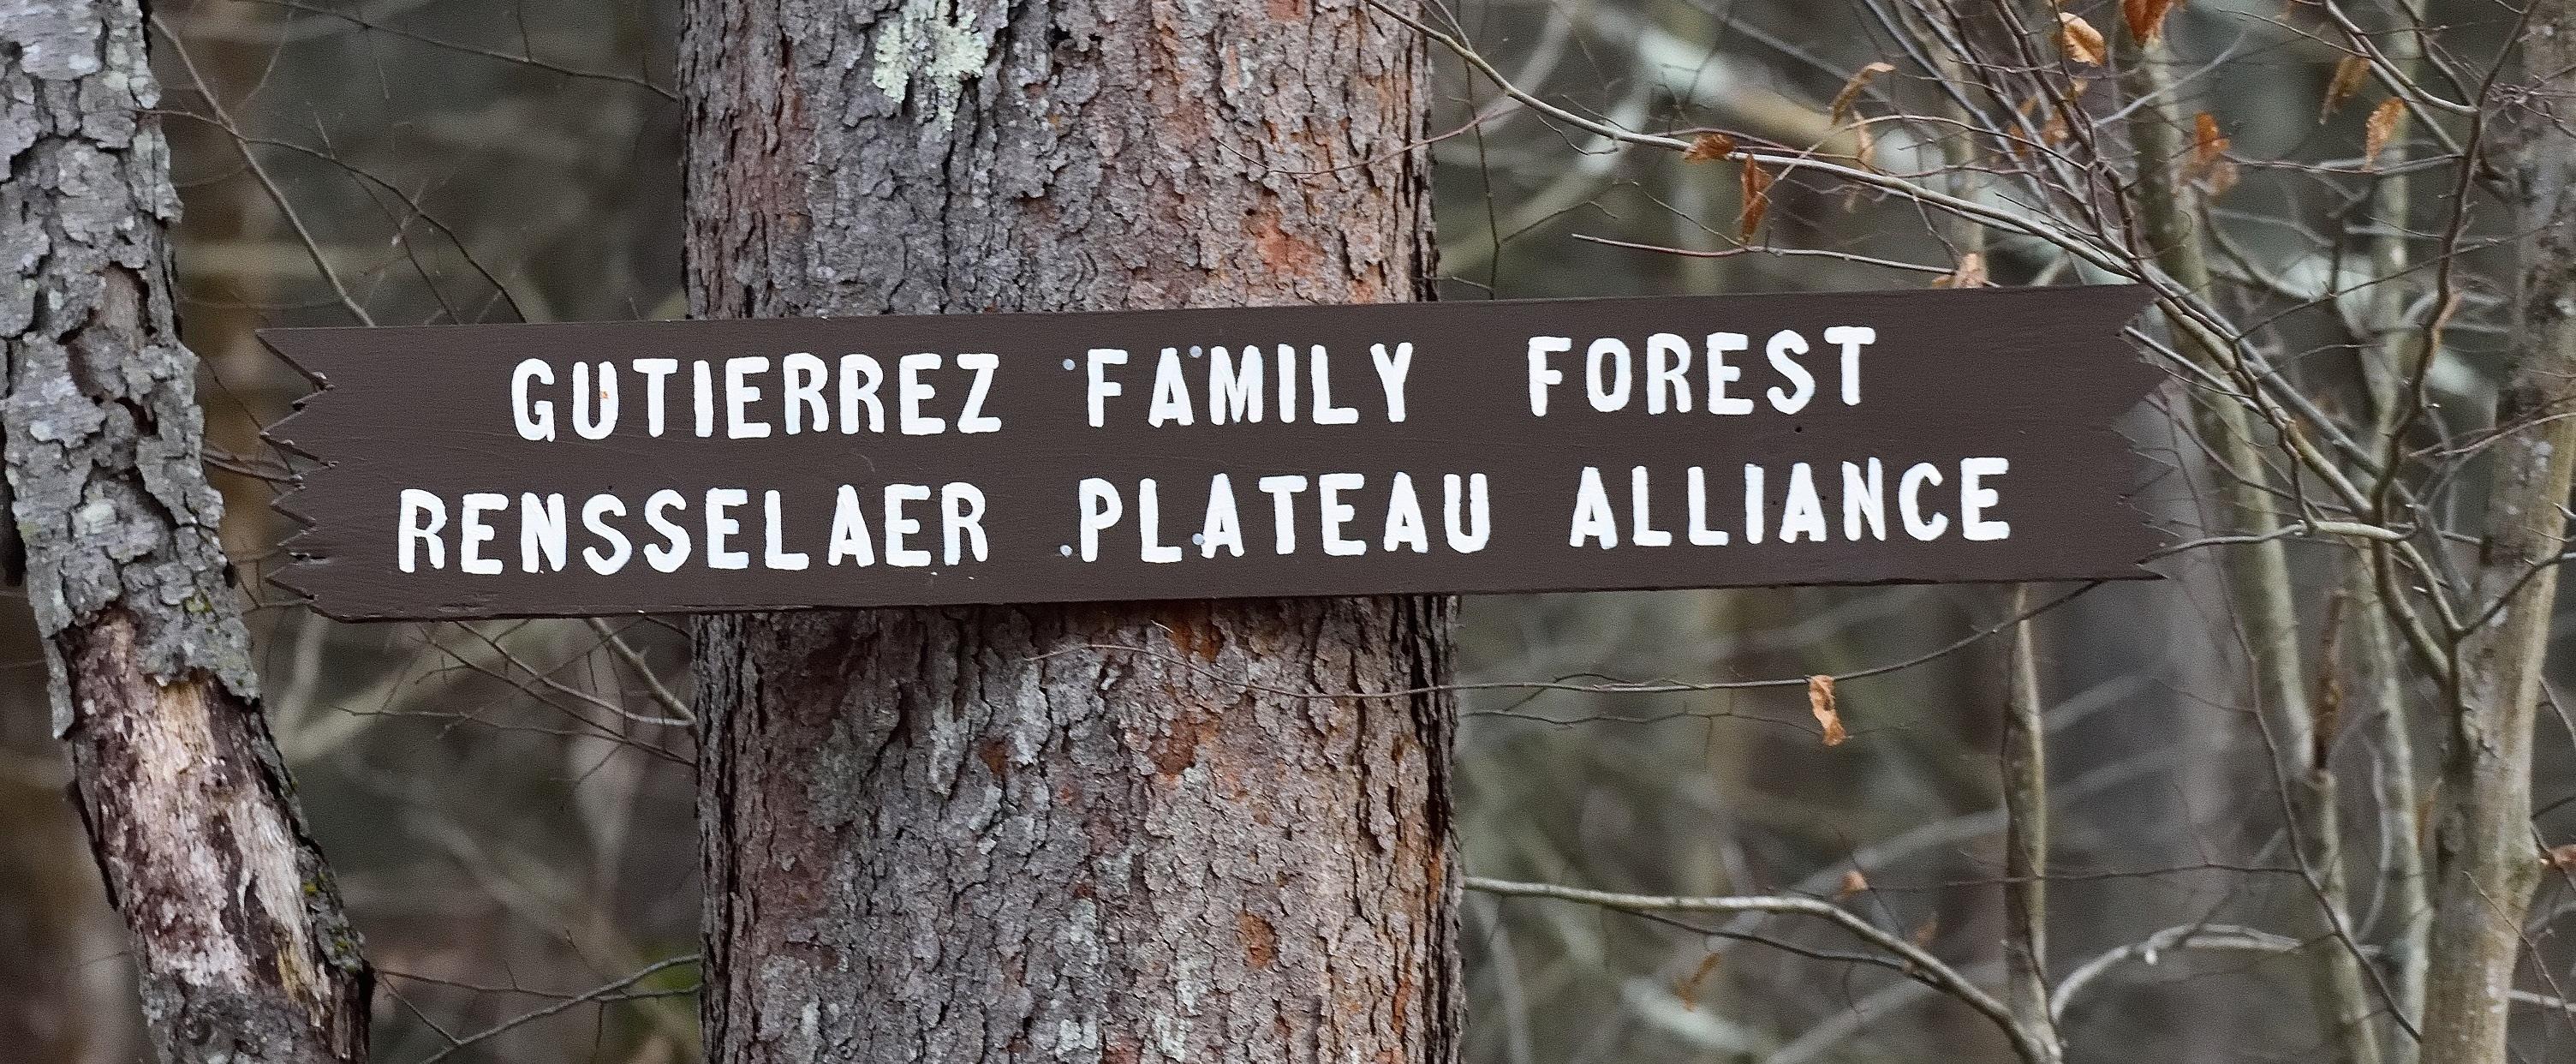 GUTIERREZ FAMILY FOREST
RENSSELAER PLATEAU ALLIANCE